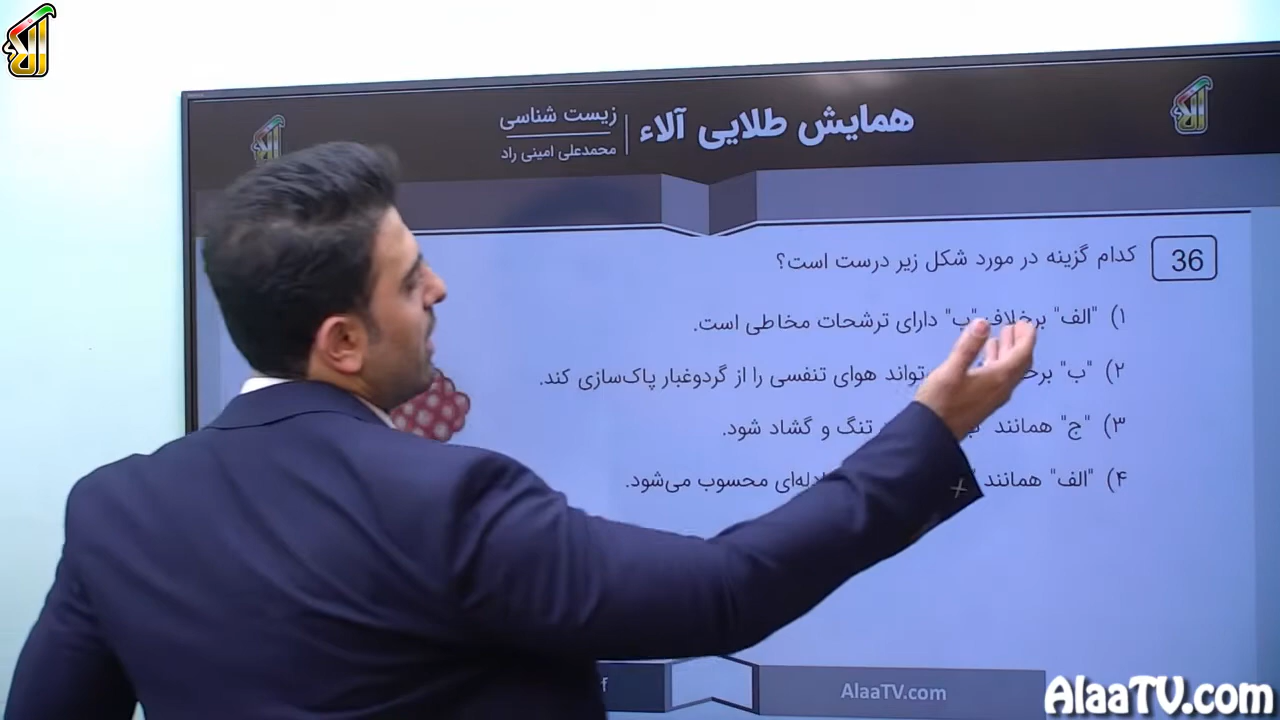 همایش طلایی آلاء
زیست شناسی
محمدعلی امینی راد
36
کدام گزینه در مورد شکل زیر درست است؟
۱) "الف" برخلاف "ب" دارای ترشحات مخاطی است.
۲) "ب" تواند هوای تنفسی را از گردوغبار پاک‌سازی کند.
۳) "ج" همانند تنگ و گشاد شود.
۴) "الف" همانند محسوب می‌شود.
AlaaTV.com
AlaaTV.com